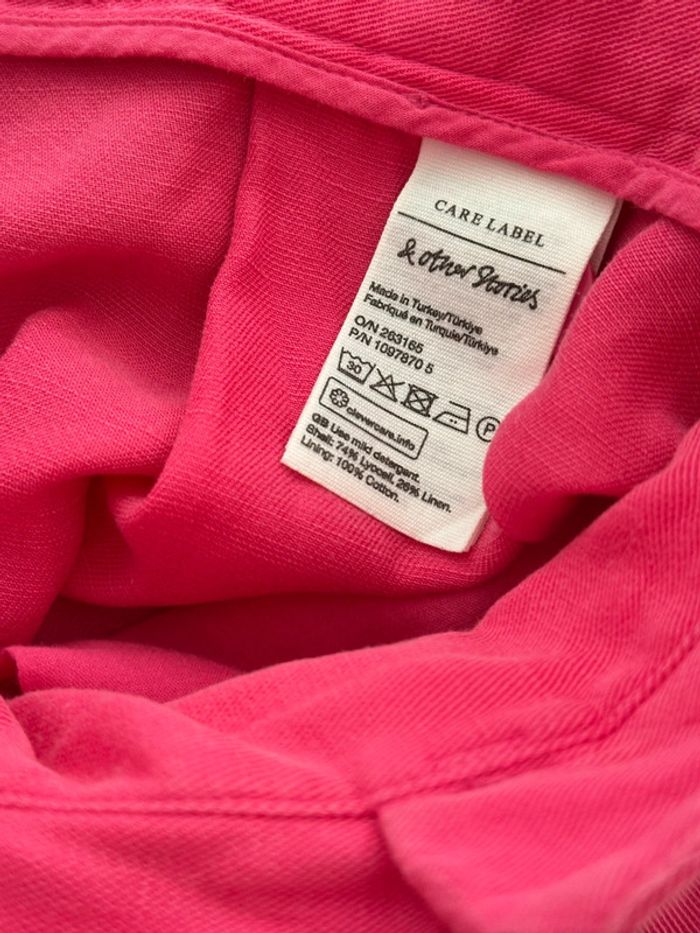 CARE LABEL
& other Stories
Made in Turkey/Türkiye
Fabriqué en Turquie/Türkiye
O/N 263165
P/N 1097870 5
30 P
clevercare.info
GB Use mild detergent.
Shell: 74% Lyocell, 26% Linen.
Lining: 100% Cotton.